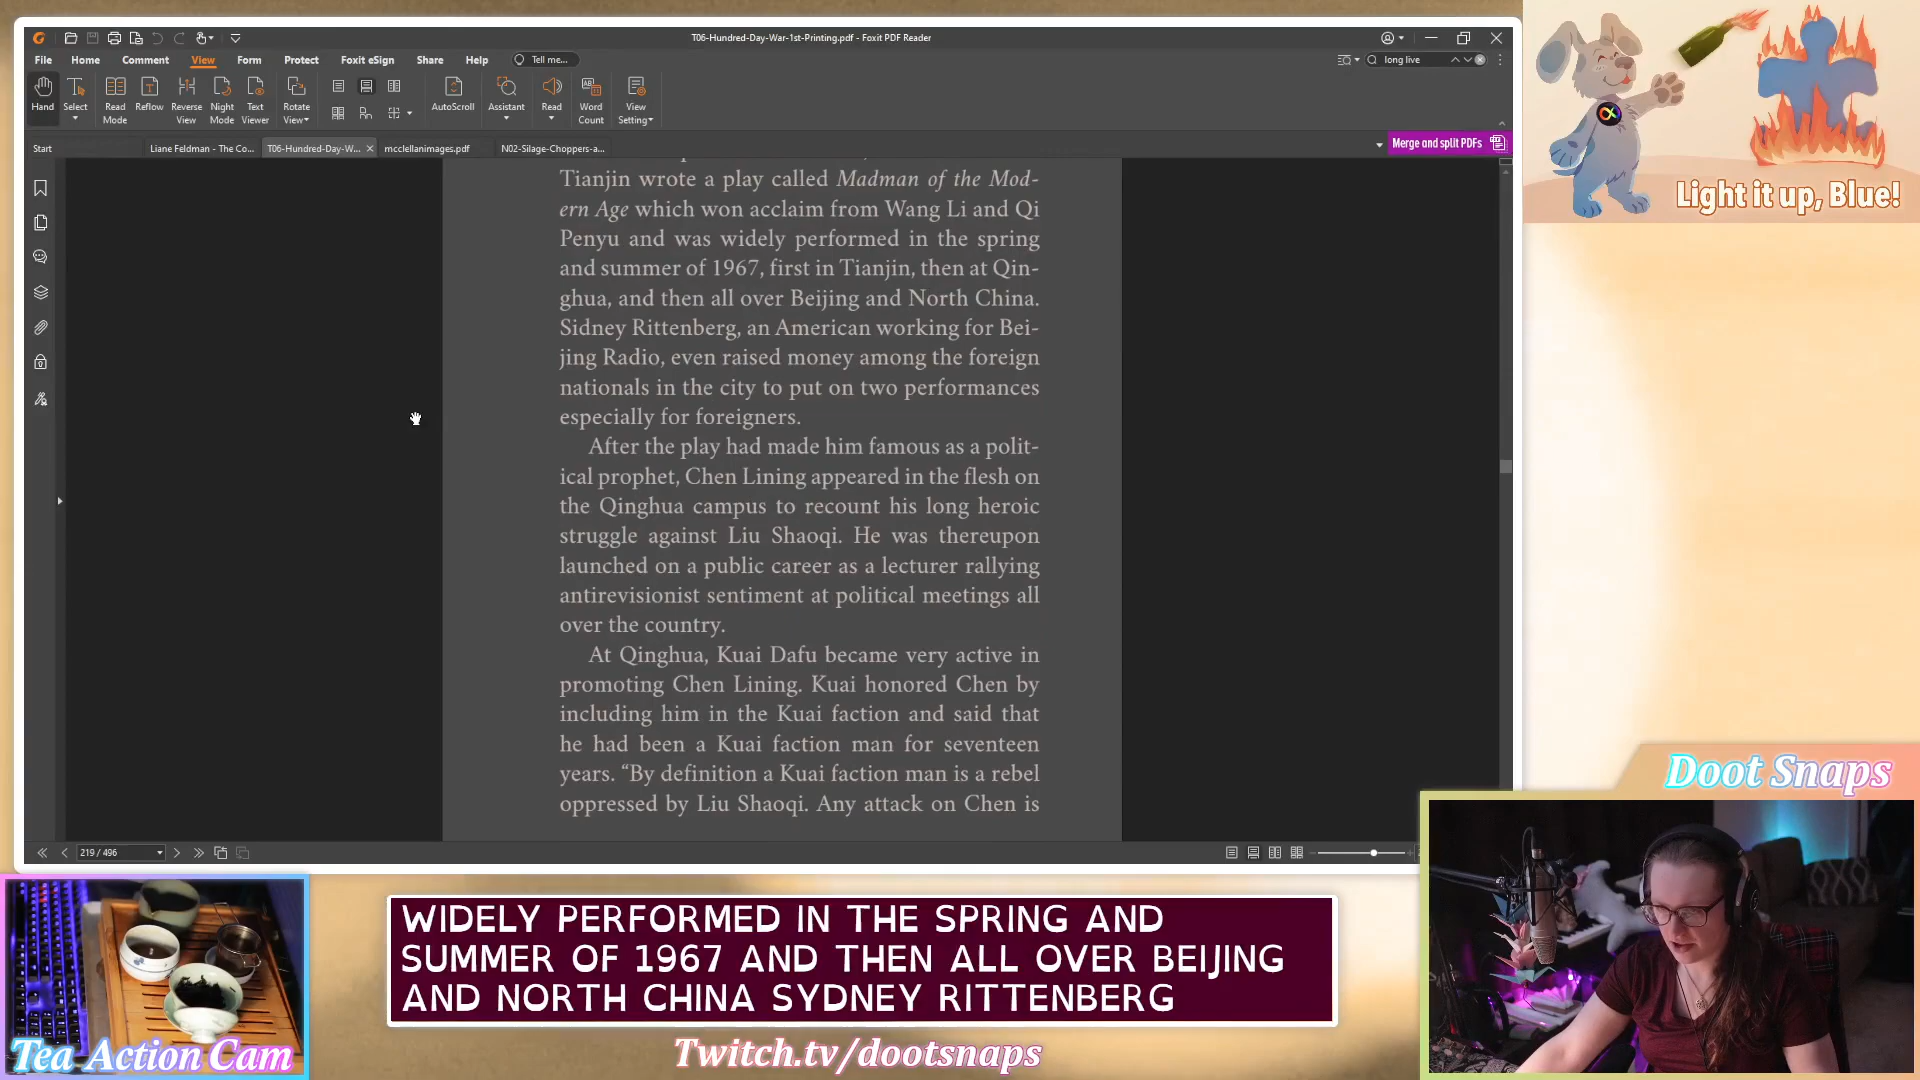 T06-Hundred-Day-War-1st-Printing.pdf - Foxit PDF Reader
File Home Comment View Form Protect Foxit eSign Share Help Tell me... long live
Hand Select Read Mode Reflow Reverse View Night Mode Text Viewer Rotate View AutoScroll Assistant Read Word Count View Setting
Start Liane Feldman - The Co... T06-Hundred-Day-W... mcclellanimages.pdf N02-Silage-Choppers-a... Merge and split PDFs
Tianjin wrote a play called Madman of the Mod-
ern Age which won acclaim from Wang Li and Qi
Penyu and was widely performed in the spring
and summer of 1967, first in Tianjin, then at Qin-
ghua, and then all over Beijing and North China.
Sidney Rittenberg, an American working for Bei-
jing Radio, even raised money among the foreign
nationals in the city to put on two performances
especially for foreigners.
After the play had made him famous as a polit-
ical prophet, Chen Lining appeared in the flesh on
the Qinghua campus to recount his long heroic
struggle against Liu Shaoqi. He was thereupon
launched on a public career as a lecturer rallying
antirevisionist sentiment at political meetings all
over the country.
At Qinghua, Kuai Dafu became very active in
promoting Chen Lining. Kuai honored Chen by
including him in the Kuai faction and said that
he had been a Kuai faction man for seventeen
years. “By definition a Kuai faction man is a rebel
oppressed by Liu Shaoqi. Any attack on Chen is
219 / 496
Light it up, Blue!
Doot Snaps
WIDELY PERFORMED IN THE SPRING AND
SUMMER OF 1967 AND THEN ALL OVER BEIJING
AND NORTH CHINA SYDNEY RITTENBERG
Tea Action Cam
Twitch.tv/dootsnaps